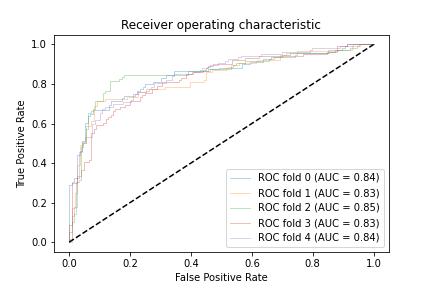 Receiver operating characteristic
True Positive Rate
1.0
0.8
0.6
0.4
0.2
0.0
ROC fold 0 (AUC = 0.84)
ROC fold 1 (AUC = 0.83)
ROC fold 2 (AUC = 0.85)
ROC fold 3 (AUC = 0.83)
ROC fold 4 (AUC = 0.84)
0.0 0.2 0.4 0.6 0.8 1.0
False Positive Rate